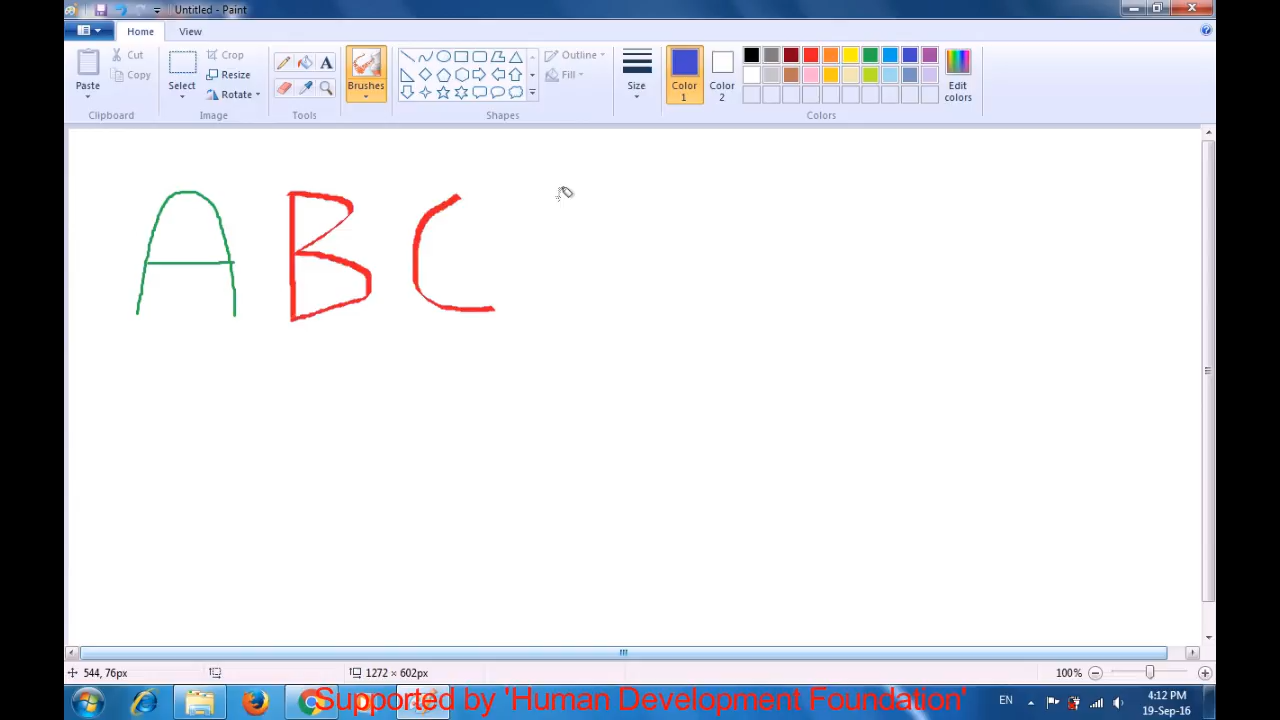 Untitled - Paint
Home View
Paste Cut Copy Select Crop Resize Rotate Brushes Outline Fill Size Color 1 Color 2 Edit colors
Clipboard Image Tools Shapes Colors
A B C
544, 76px 1272 × 602px 100%
EN 4:12 PM
19-Sep-16
Supported by 'Human Development Foundation'